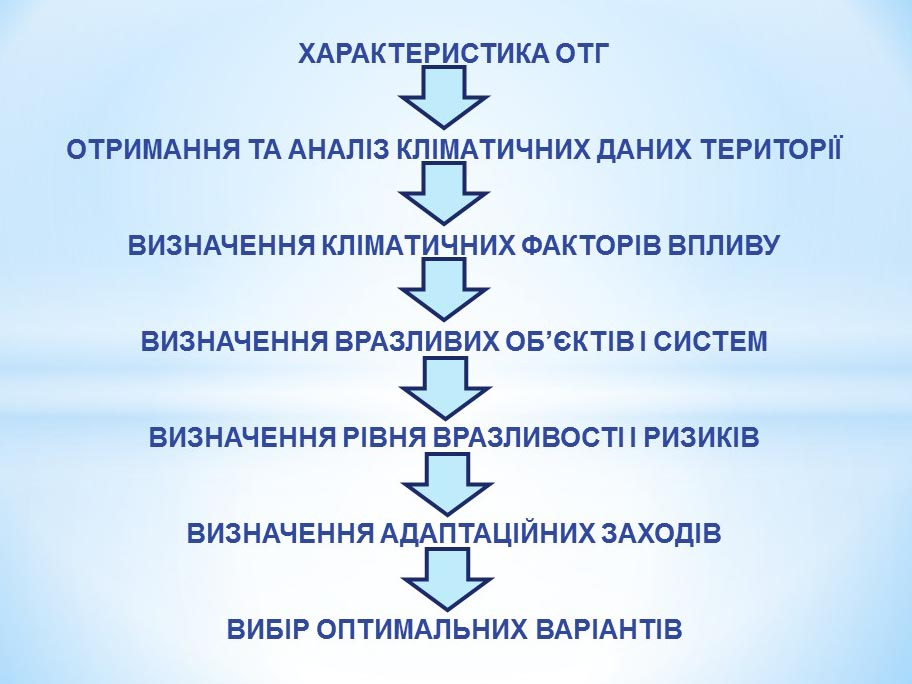 ХАРАКТЕРИСТИКА ОТГ
ОТРИМАННЯ ТА АНАЛІЗ КЛІМАТИЧНИХ ДАНИХ ТЕРИТОРІЇ
ВИЗНАЧЕННЯ КЛІМАТИЧНИХ ФАКТОРІВ ВПЛИВУ
ВИЗНАЧЕННЯ ВРАЗЛИВИХ ОБ’ЄКТІВ І СИСТЕМ
ВИЗНАЧЕННЯ РІВНЯ ВРАЗЛИВОСТІ І РИЗИКІВ
ВИЗНАЧЕННЯ АДАПТАЦІЙНИХ ЗАХОДІВ
ВИБІР ОПТИМАЛЬНИХ ВАРІАНТІВ